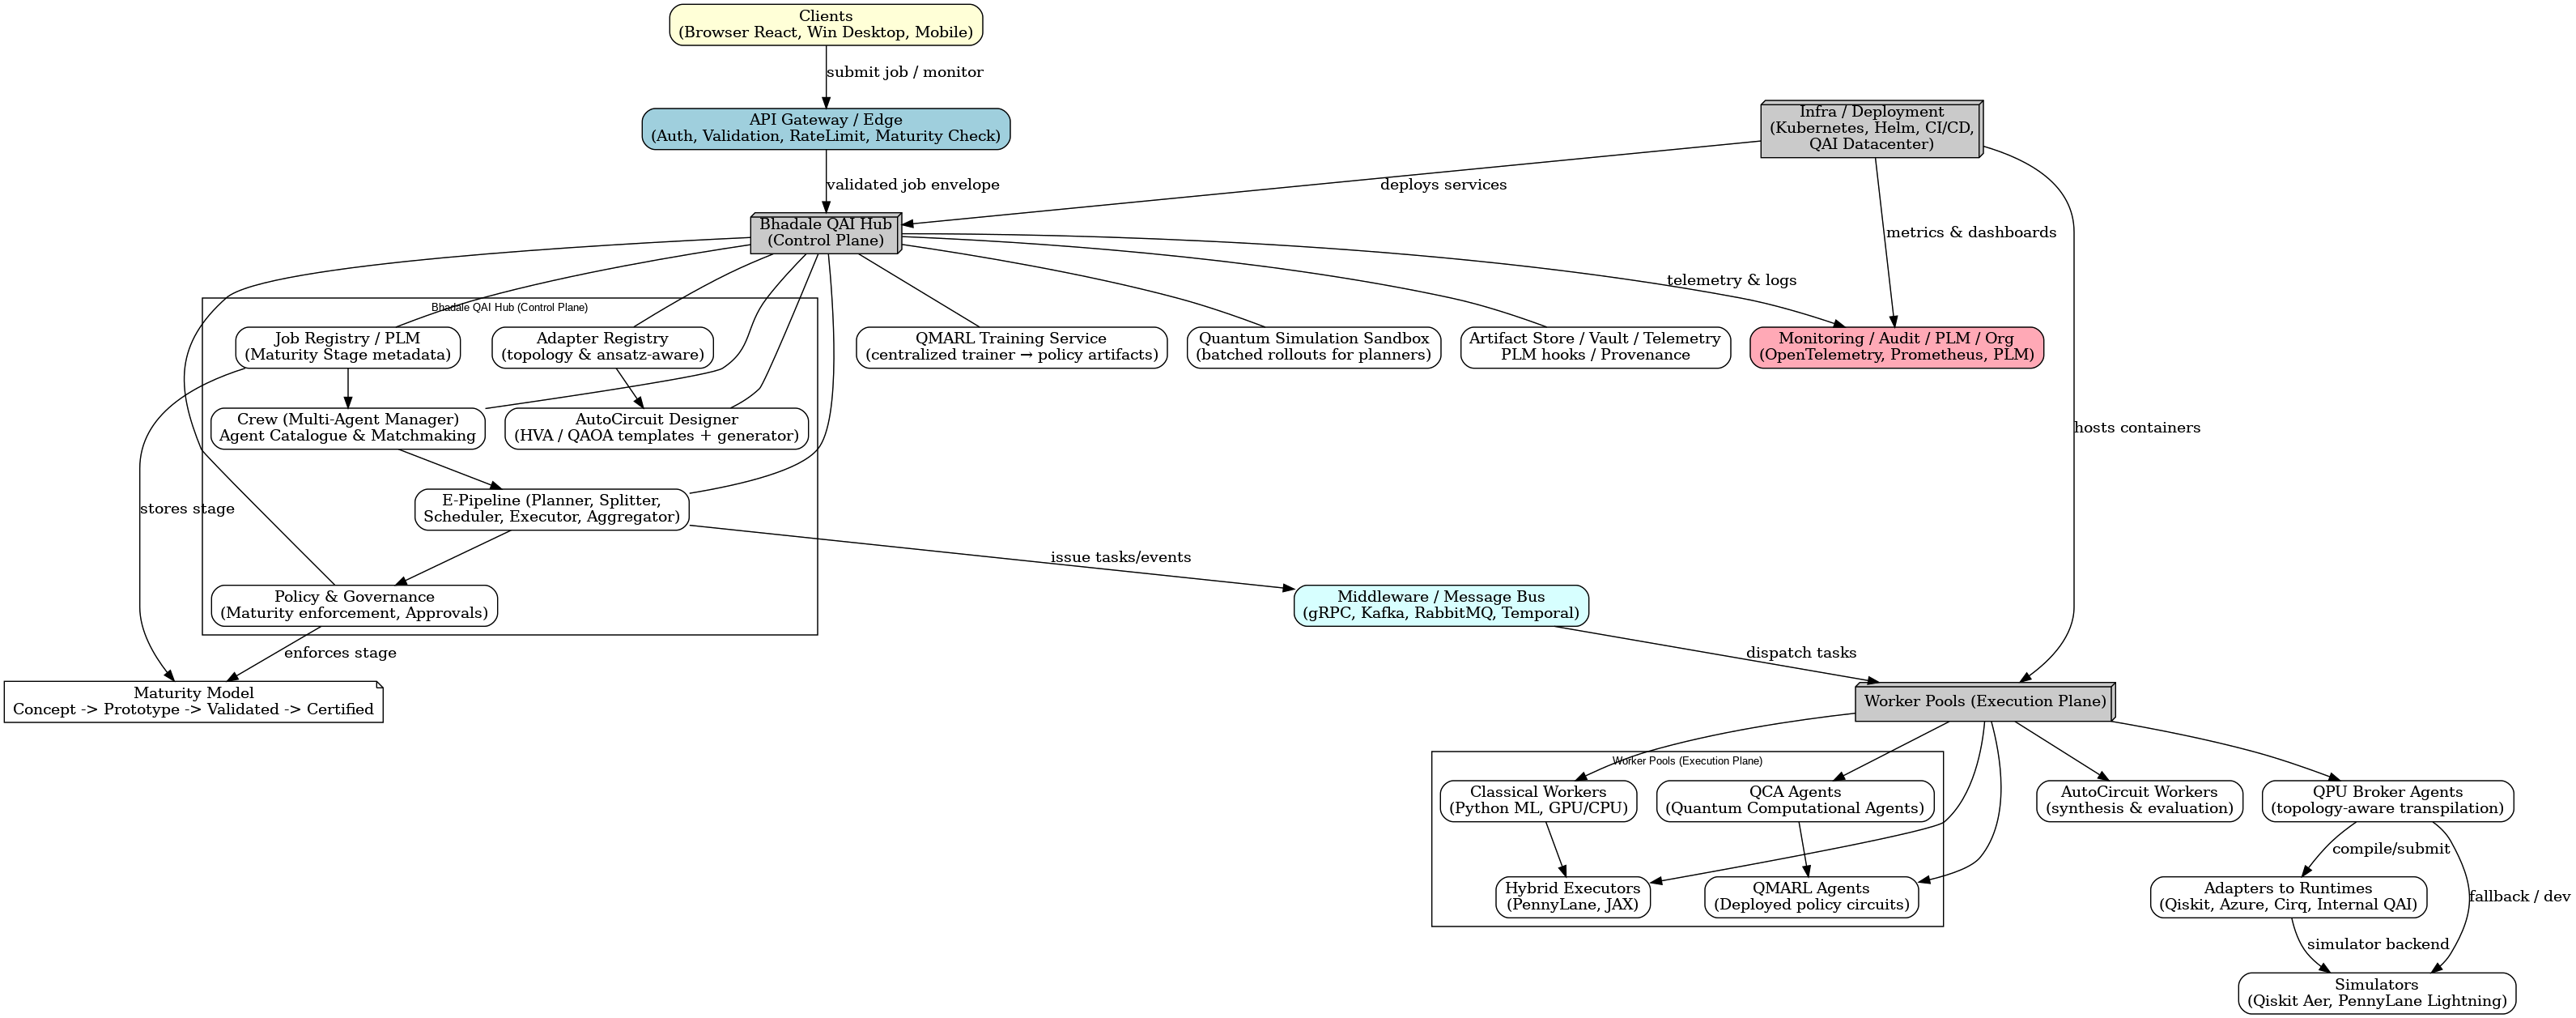 Clients
(Browser React, Win Desktop, Mobile)
submit job / monitor
API Gateway / Edge
(Auth, Validation, RateLimit, Maturity Check)
Infra / Deployment
(Kubernetes, Helm, CI/CD,
QAI Datacenter)
validated job envelope
deploys services
Bhadale QAI Hub
(Control Plane)
metrics & dashboards
telemetry & logs
Bhadale QAI Hub (Control Plane)
Job Registry / PLM
(Maturity Stage metadata)
Adapter Registry
(topology & ansatz-aware)
QMARL Training Service
(centralized trainer → policy artifacts)
Quantum Simulation Sandbox
(batched rollouts for planners)
Artifact Store / Vault / Telemetry
PLM hooks / Provenance
Monitoring / Audit / PLM / Org
(OpenTelemetry, Prometheus, PLM)
Crew (Multi-Agent Manager)
Agent Catalogue & Matchmaking
AutoCircuit Designer
(HVA / QAOA templates + generator)
hosts containers
stores stage
E-Pipeline (Planner, Splitter,
Scheduler, Executor, Aggregator)
issue tasks/events
Policy & Governance
(Maturity enforcement, Approvals)
Middleware / Message Bus
(gRPC, Kafka, RabbitMQ, Temporal)
enforces stage
dispatch tasks
Maturity Model
Concept -> Prototype -> Validated -> Certified
Worker Pools (Execution Plane)
Worker Pools (Execution Plane)
Classical Workers
(Python ML, GPU/CPU)
QCA Agents
(Quantum Computational Agents)
AutoCircuit Workers
(synthesis & evaluation)
QPU Broker Agents
(topology-aware transpilation)
compile/submit
Hybrid Executors
(PennyLane, JAX)
QMARL Agents
(Deployed policy circuits)
Adapters to Runtimes
(Qiskit, Azure, Cirq, Internal QAI)
fallback / dev
simulator backend
Simulators
(Qiskit Aer, PennyLane Lightning)